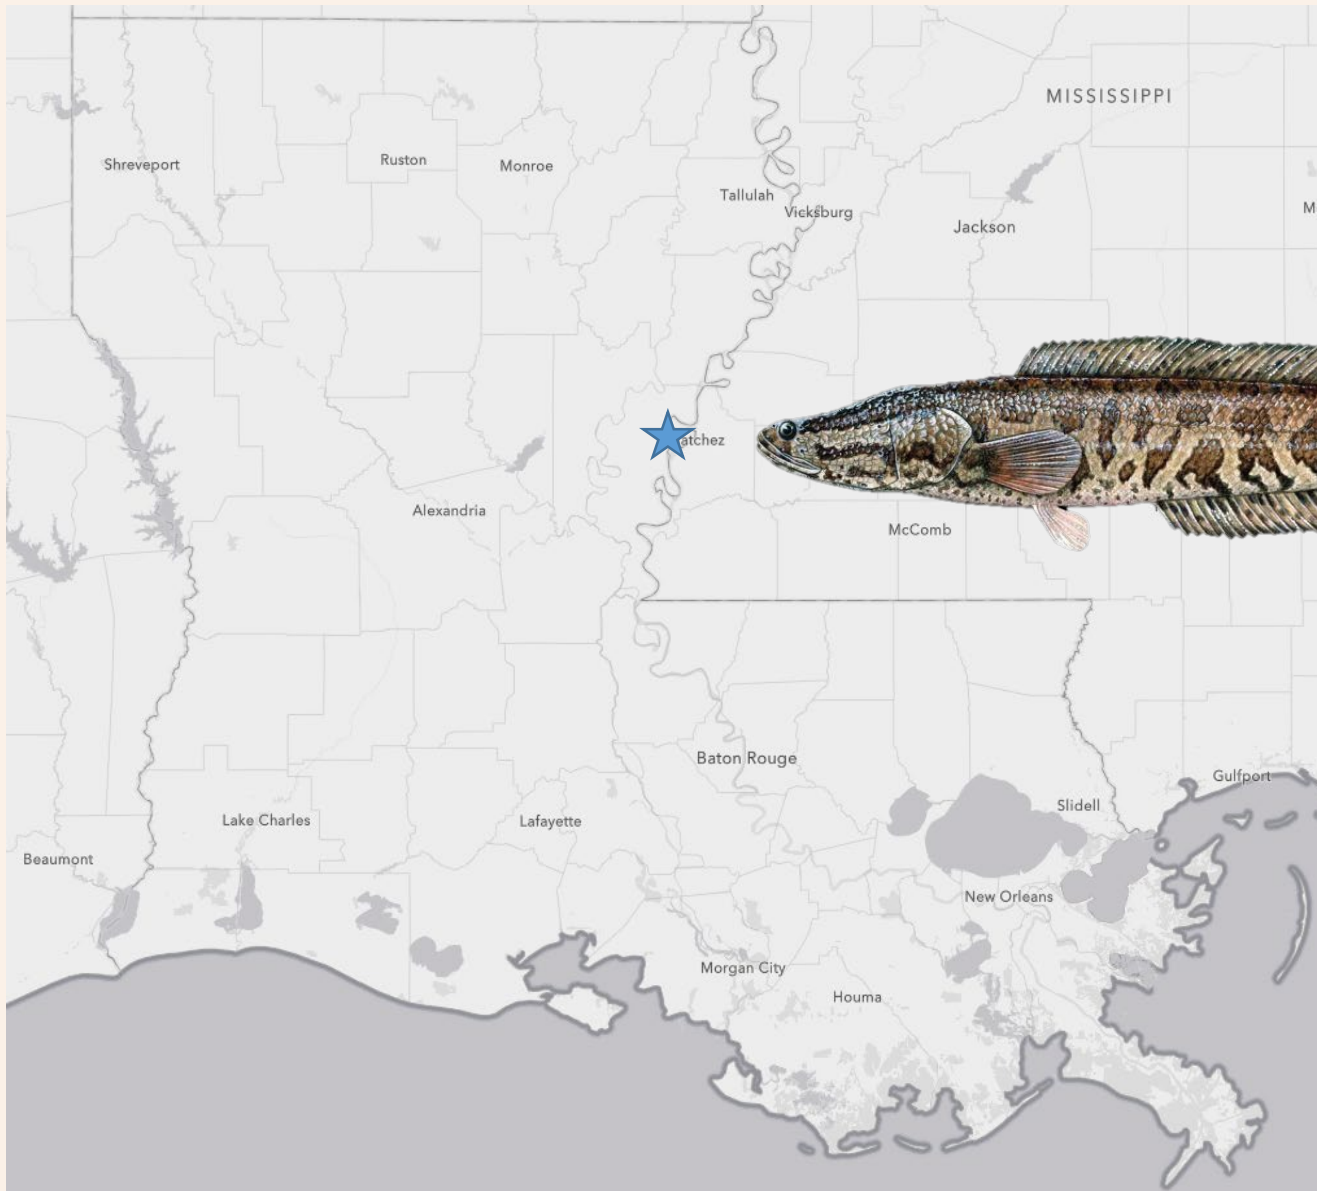 MISSISSIPPI
Shreveport
Ruston
Monroe
Tallulah
Vicksburg
Jackson
atchez
Alexandria
McComb
Baton Rouge
Gulfport
Slidell
Lake Charles
Lafayette
Beaumont
New Orleans
Morgan City
Houma